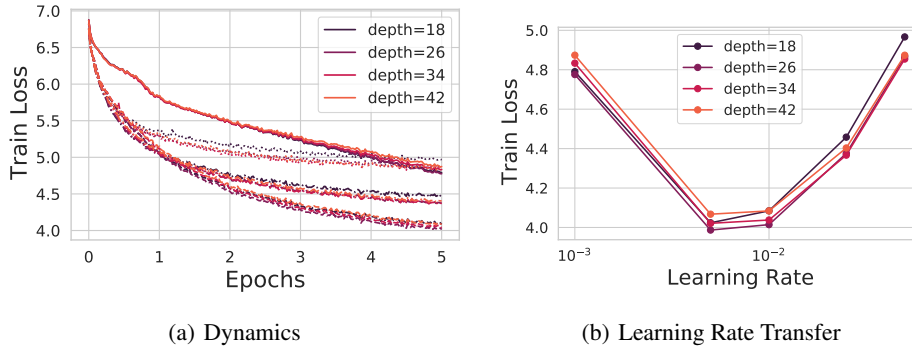 7.0
6.5
6.0
5.5
5.0
4.5
4.0
Train Loss
0 1 2 3 4 5
Epochs
depth=18
depth=26
depth=34
depth=42
(a) Dynamics
5.0
4.8
4.6
4.4
4.2
4.0
Train Loss
10⁻³ 10⁻²
Learning Rate
depth=18
depth=26
depth=34
depth=42
(b) Learning Rate Transfer